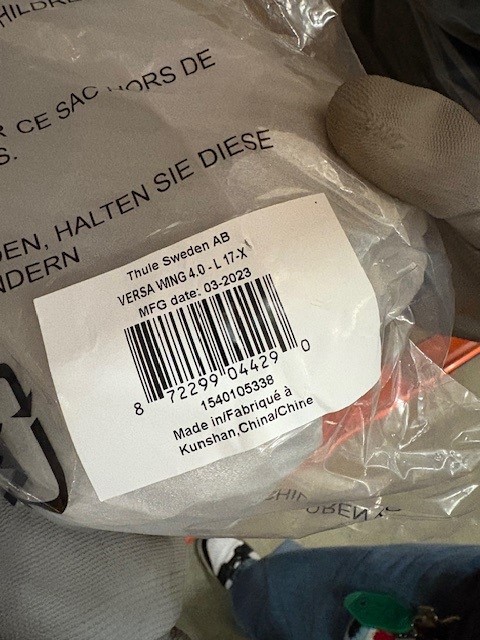 CHILDRE
CE SAC HORS DE
S.
DEN, HALTEN SIE DIESE
NDERN
Thule Sweden AB
VERSA WING 4.0 - L 17-X
MFG date: 03-2023
8 72299 04429 0
1540105338
Made in/Fabriqué à
Kunshan,China/Chine